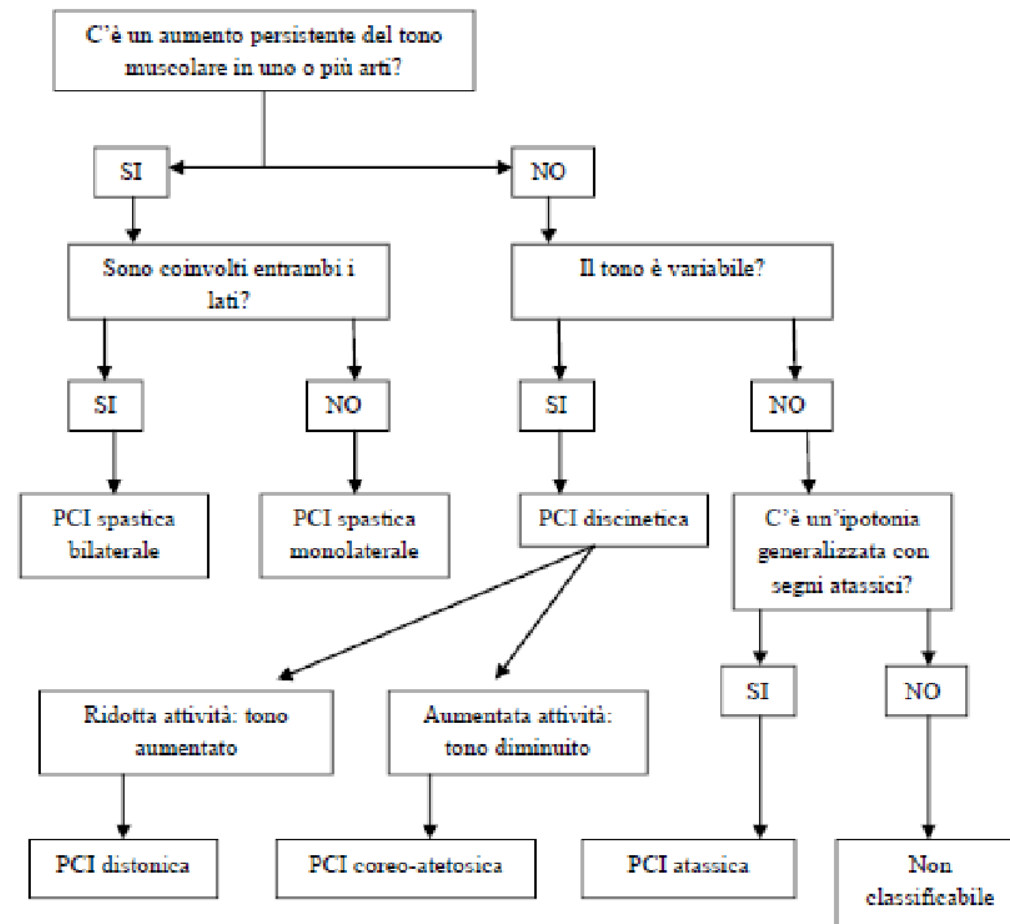 C'è un aumento persistente del tono
muscolare in uno o più arti?
SI
NO
Sono coinvolti entrambi i
lati?
Il tono è variabile?
SI
NO
SI
NO
PCI spastica
bilaterale
PCI spastica
monolaterale
PCI discinetica
C'è un'ipotonia
generalizzata con
segni atassici?
SI
NO
Ridotta attività: tono
aumentato
Aumentata attività:
tono diminuito
PCI distonica
PCI coreo-atetosica
PCI atassica
Non
classificabile